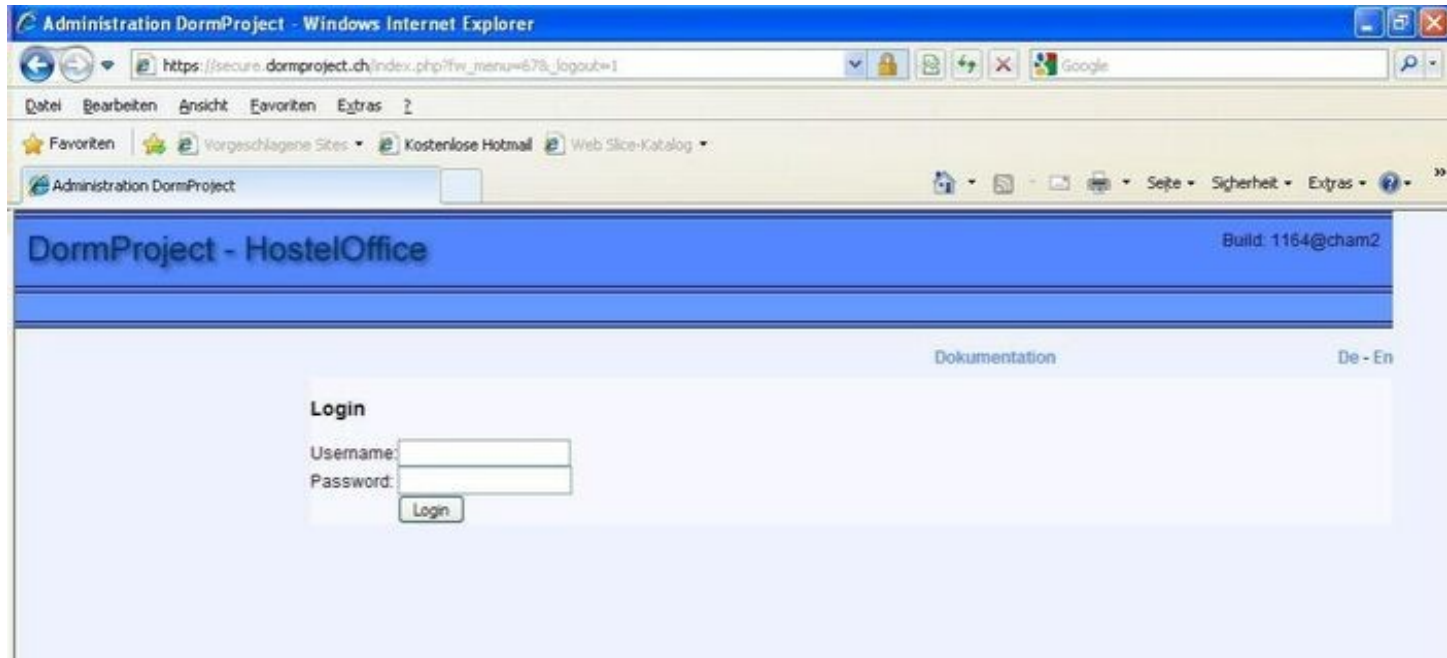 Administration DormProject - Windows Internet Explorer
https://secure.dormproject.ch/index.php?fw_menu=67&_logout=1 Google
Datei Bearbeiten Ansicht Favoriten Extras ?
Favoriten Vorgeschlagene Sites Kostenlose Hotmail Web Slice-Katalog
Administration DormProject Seite Sicherheit Extras »
DormProject - HostelOffice Build: 1164@cham2
Dokumentation De - En
Login
Username:
Password:
Login